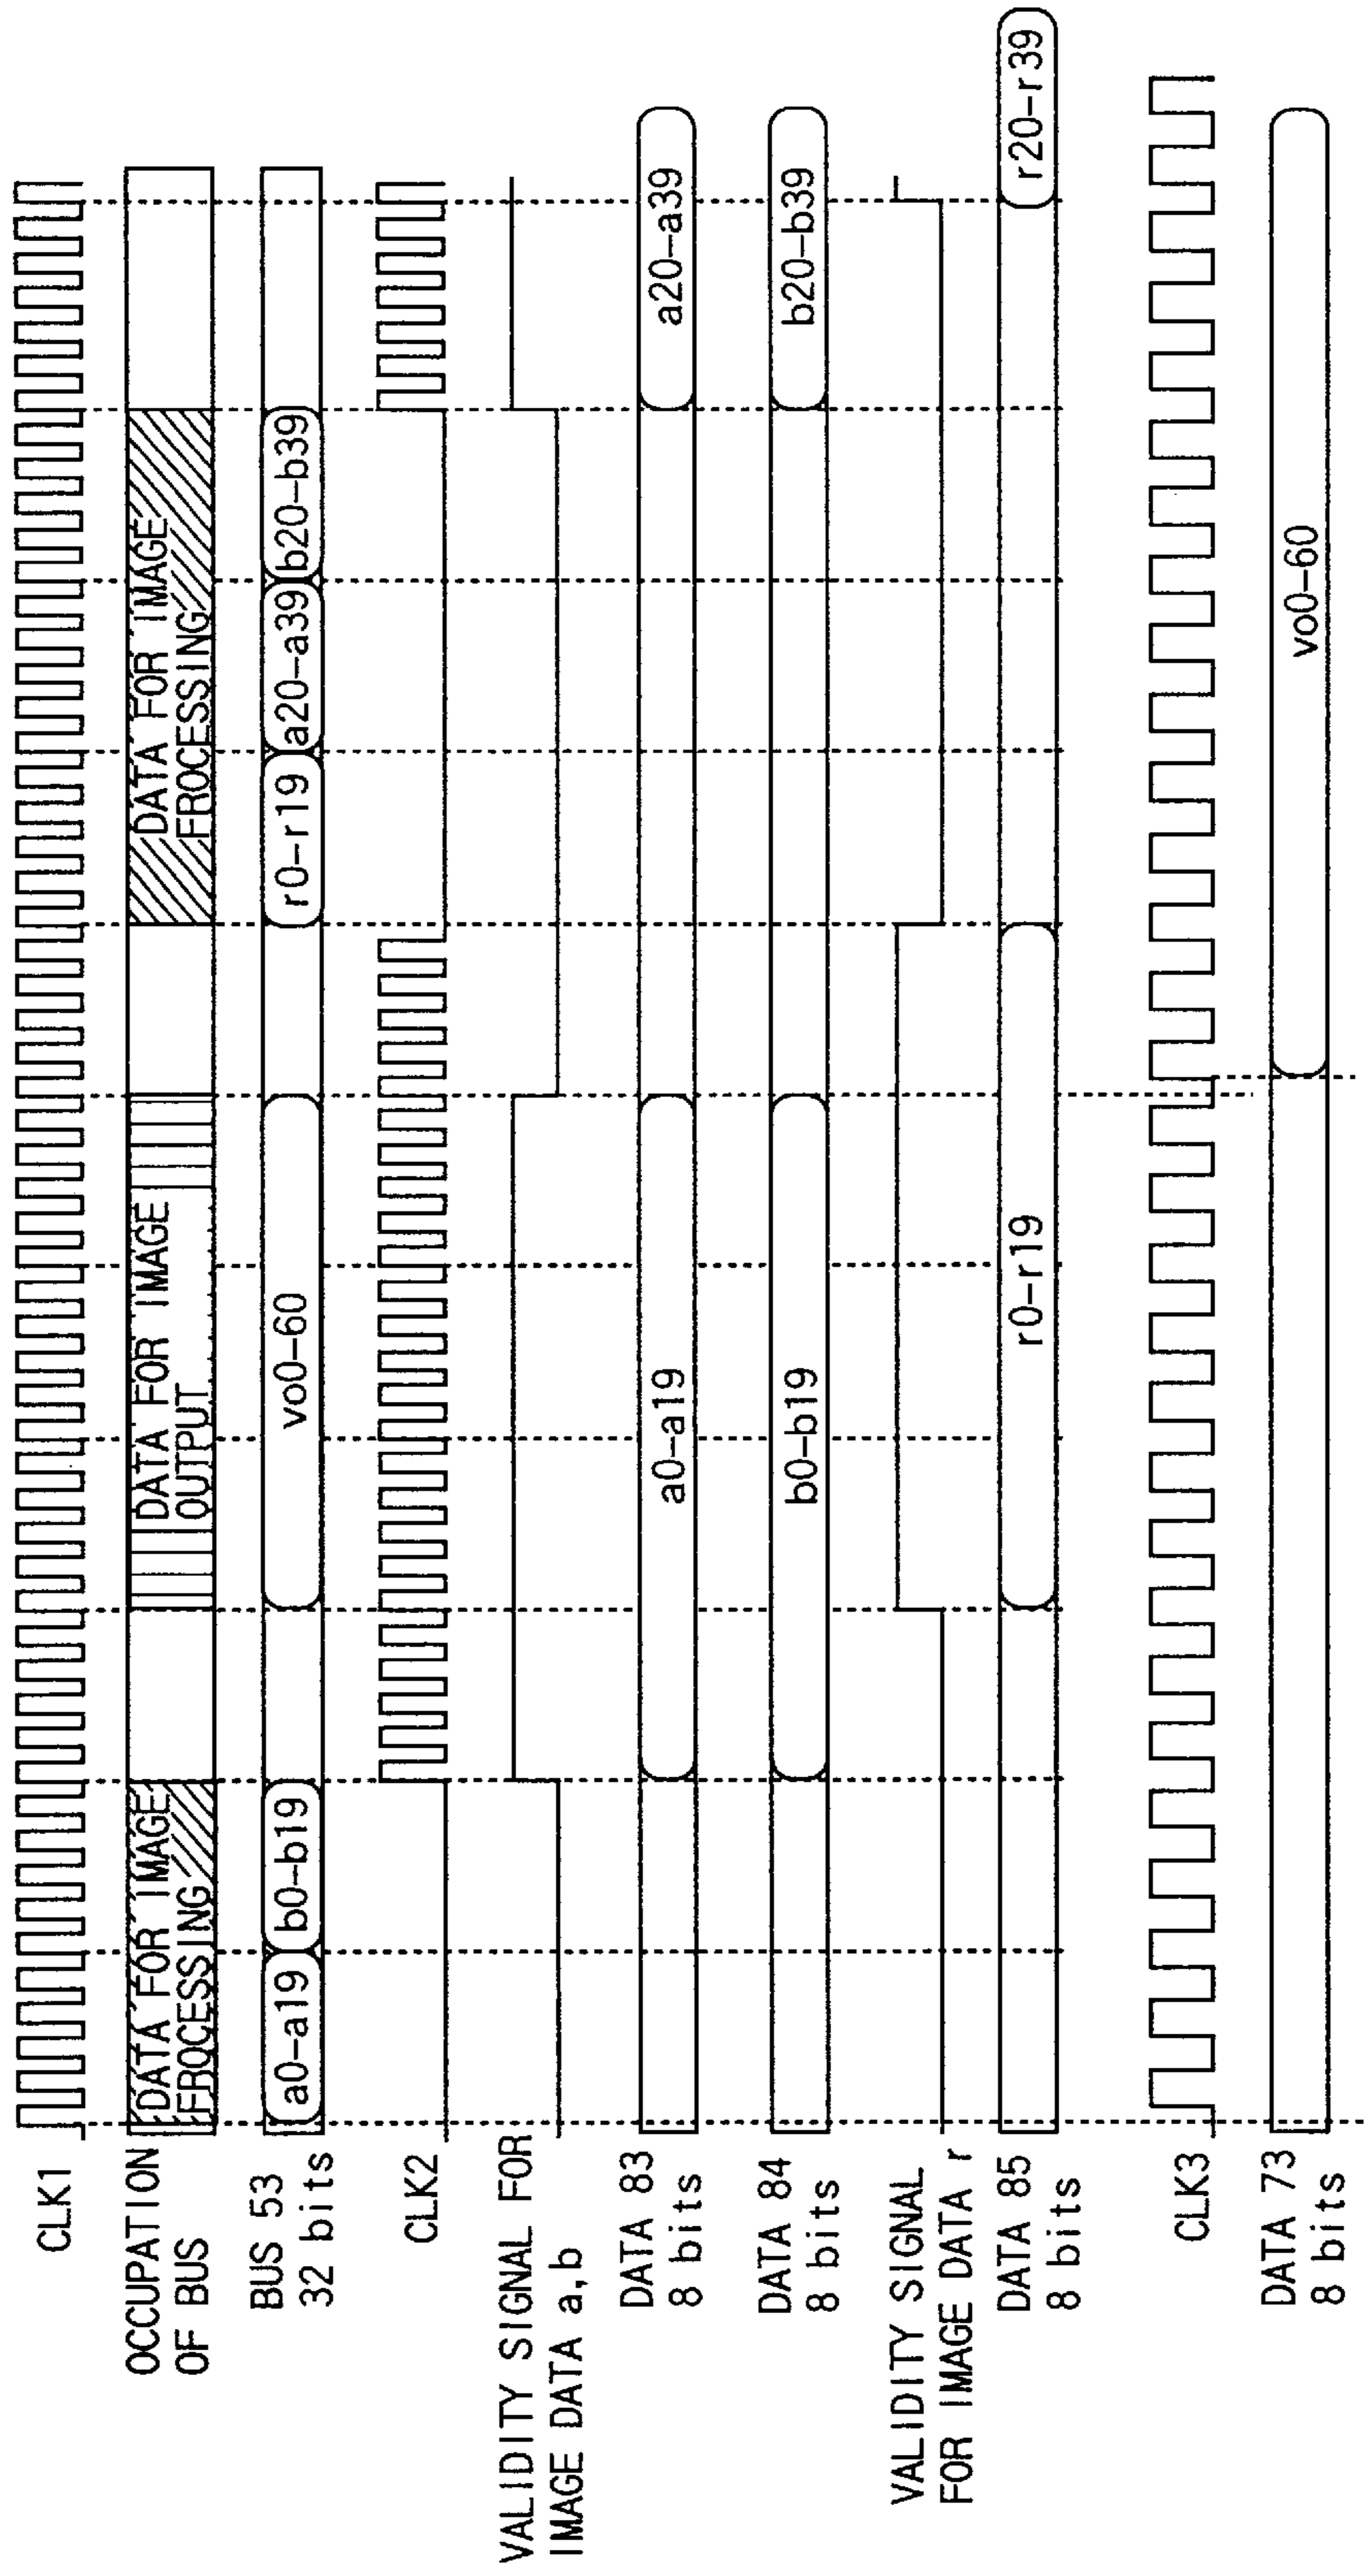 CLK1
OCCUPATION
OF BUS
DATA FOR IMAGE
FROCESSING
DATA FOR IMAGE
OUTPUT
DATA FOR IMAGE
FROCESSING
BUS 53
32 bits
a0-a19
b0-b19
vo0-60
r0-r19
a20-a39
b20-b39
CLK2
VALIDITY SIGNAL FOR
IMAGE DATA a,b
DATA 83
8 bits
a0-a19
a20-a39
DATA 84
8 bits
b0-b19
b20-b39
VALIDITY SIGNAL
FOR IMAGE DATA r
DATA 85
8 bits
r0-r19
r20-r39
CLK3
DATA 73
8 bits
vo0-60